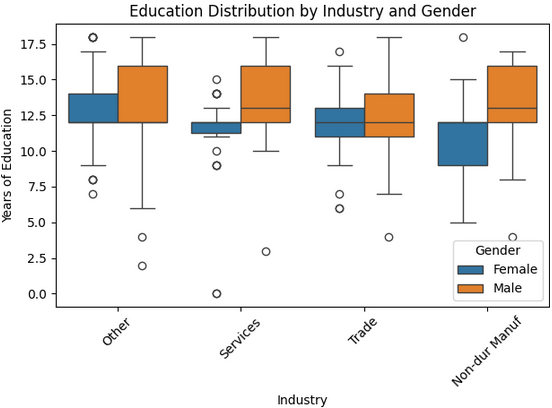 Education Distribution by Industry and Gender
17.5
15.0
12.5
10.0
7.5
5.0
2.5
0.0
Years of Education
Gender
Female
Male
Other
Services
Trade
Non-dur Manuf
Industry